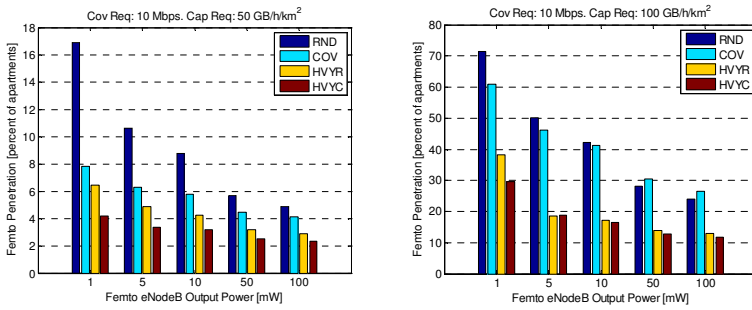 Cov Req: 10 Mbps. Cap Req: 50 GB/h/km²
Femto Penetration [percent of apartments]
18
16
14
12
10
8
6
4
2
0
RND
COV
HVYR
HVYC
1 5 10 50 100
Femto eNodeB Output Power [mW]
Cov Req: 10 Mbps. Cap Req: 100 GB/h/km²
Femto Penetration [percent of apartments]
80
70
60
50
40
30
20
10
0
RND
COV
HVYR
HVYC
1 5 10 50 100
Femto eNodeB Output Power [mW]